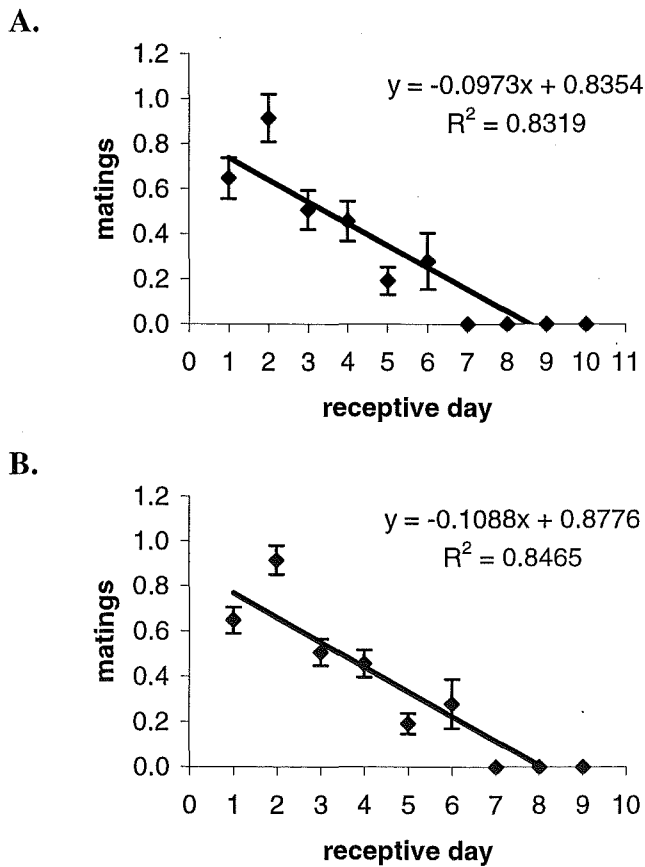 A.
1.2
y = -0.0973x + 0.8354
1.0
R² = 0.8319
0.8
0.6
0.4
0.2
0.0
matings
0 1 2 3 4 5 6 7 8 9 10 11
receptive day
B.
1.2
y = -0.1088x + 0.8776
1.0
R² = 0.8465
0.8
0.6
0.4
0.2
0.0
matings
0 1 2 3 4 5 6 7 8 9 10
receptive day